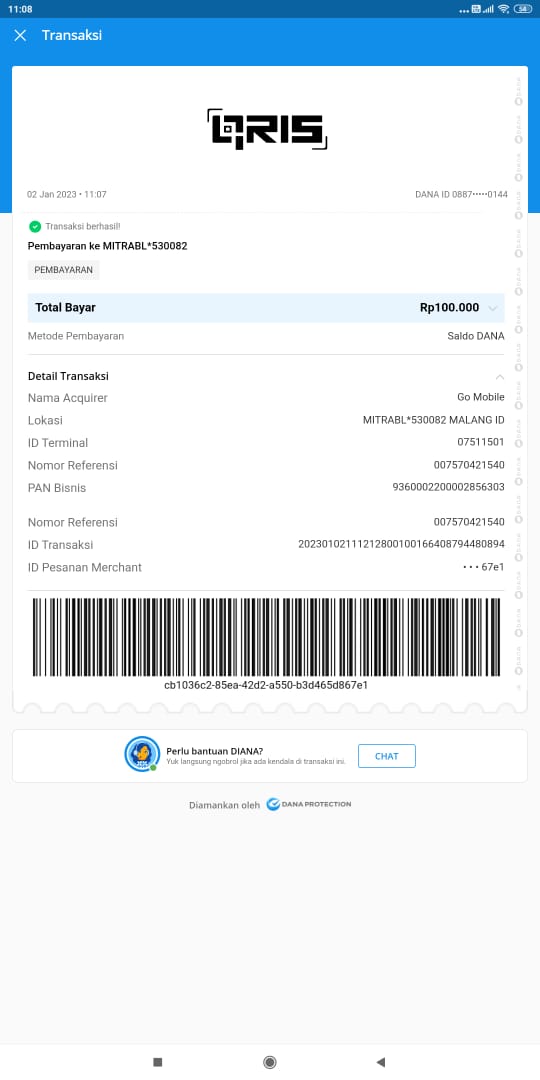 11:08
58
Transaksi
QRIS
02 Jan 2023 • 11:07 DANA ID 0887•••••0144
Transaksi berhasil!
Pembayaran ke MITRABL*530082
PEMBAYARAN
Total Bayar Rp100.000
Metode Pembayaran Saldo DANA
Detail Transaksi
Nama Acquirer Go Mobile
Lokasi MITRABL*530082 MALANG ID
ID Terminal 07511501
Nomor Referensi 007570421540
PAN Bisnis 9360002200002856303
Nomor Referensi 007570421540
ID Transaksi 20230102111212800100166408794480894
ID Pesanan Merchant • • • 67e1
cb1036c2-85ea-42d2-a550-b3d465d867e1
Perlu bantuan DIANA?
Yuk langsung ngobrol jika ada kendala di transaksi ini.
CHAT
Diamankan oleh DANA PROTECTION